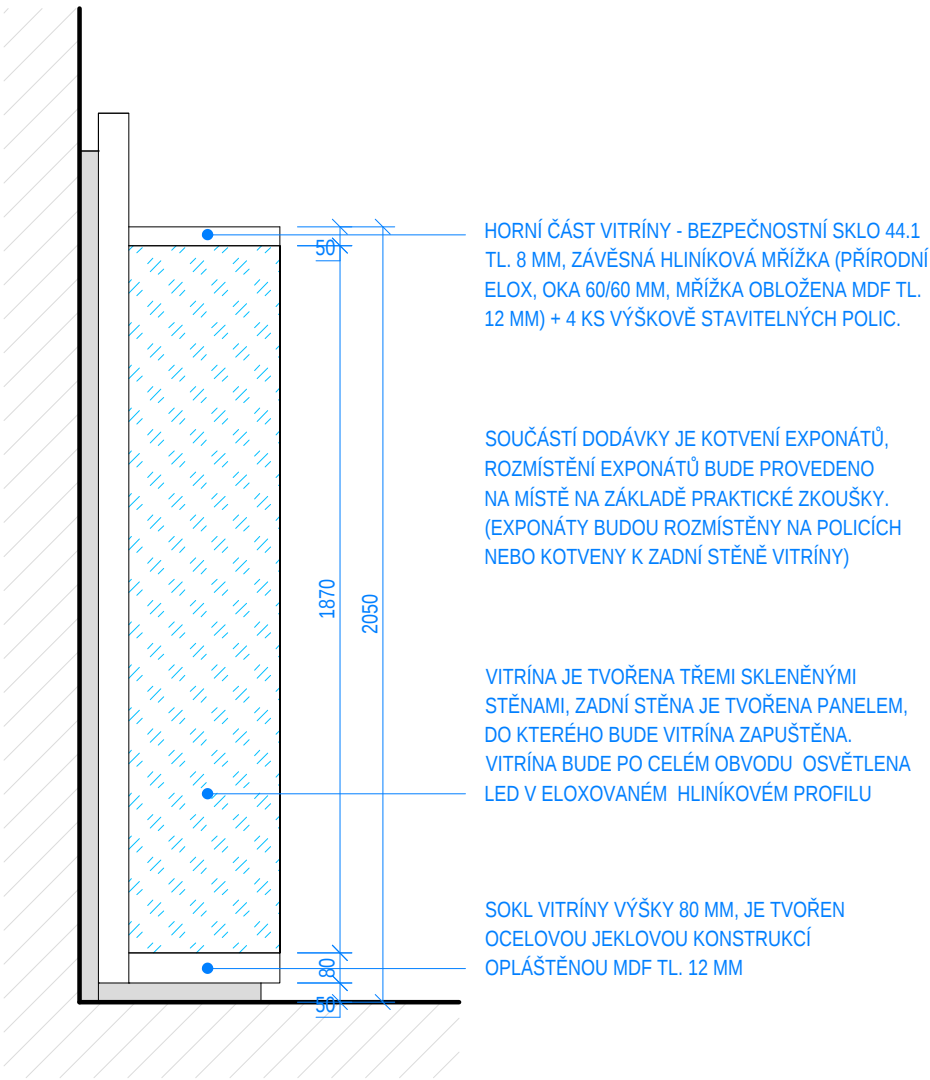 HORNÍ ČÁST VITRÍNY - BEZPEČNOSTNÍ SKLO 44.1
TL. 8 MM, ZÁVĚSNÁ HLINÍKOVÁ MŘÍŽKA (PŘÍRODNÍ
ELOX, OKA 60/60 MM, MŘÍŽKA OBLOŽENA MDF TL.
12 MM) + 4 KS VÝŠKOVĚ STAVITELNÝCH POLIC.
50
SOUČÁSTÍ DODÁVKY JE KOTVENÍ EXPONÁTŮ,
ROZMÍSTĚNÍ EXPONÁTŮ BUDE PROVEDENO
NA MÍSTĚ NA ZÁKLADĚ PRAKTICKÉ ZKOUŠKY.
(EXPONÁTY BUDOU ROZMÍSTĚNY NA POLICÍCH
NEBO KOTVENY K ZADNÍ STĚNĚ VITRÍNY)
1870
2050
VITRÍNA JE TVOŘENA TŘEMI SKLENĚNÝMI
STĚNAMI, ZADNÍ STĚNA JE TVOŘENA PANELEM,
DO KTERÉHO BUDE VITRÍNA ZAPUŠTĚNA.
VITRÍNA BUDE PO CELÉM OBVODU OSVĚTLENA
LED V ELOXOVANÉM HLINÍKOVÉM PROFILU
SOKL VITRÍNY VÝŠKY 80 MM, JE TVOŘEN
OCELOVOU JEKLOVOU KONSTRUKCÍ
OPLÁŠTĚNOU MDF TL. 12 MM
80
50